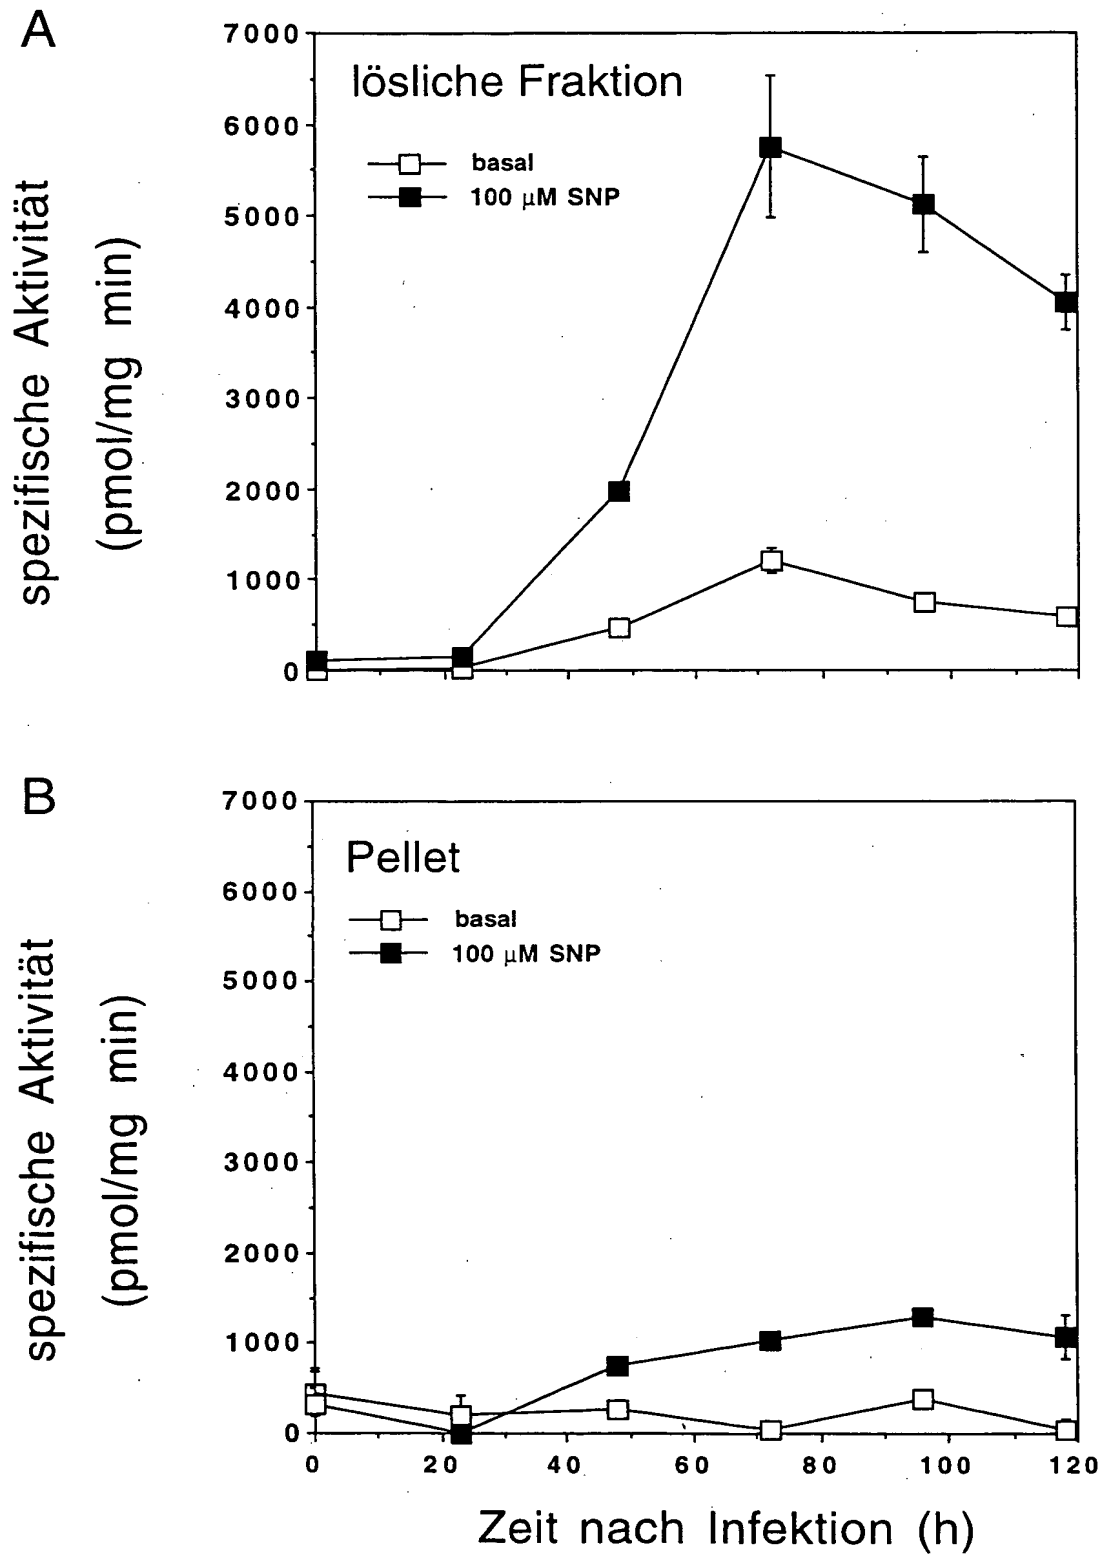 A
7000
6000
5000
4000
3000
2000
1000
0
spezifische Aktivität
(pmol/mg min)
lösliche Fraktion
basal
100 µM SNP
B
7000
6000
5000
4000
3000
2000
1000
0
spezifische Aktivität
(pmol/mg min)
Pellet
basal
100 µM SNP
0 20 40 60 80 100 120
Zeit nach Infektion (h)